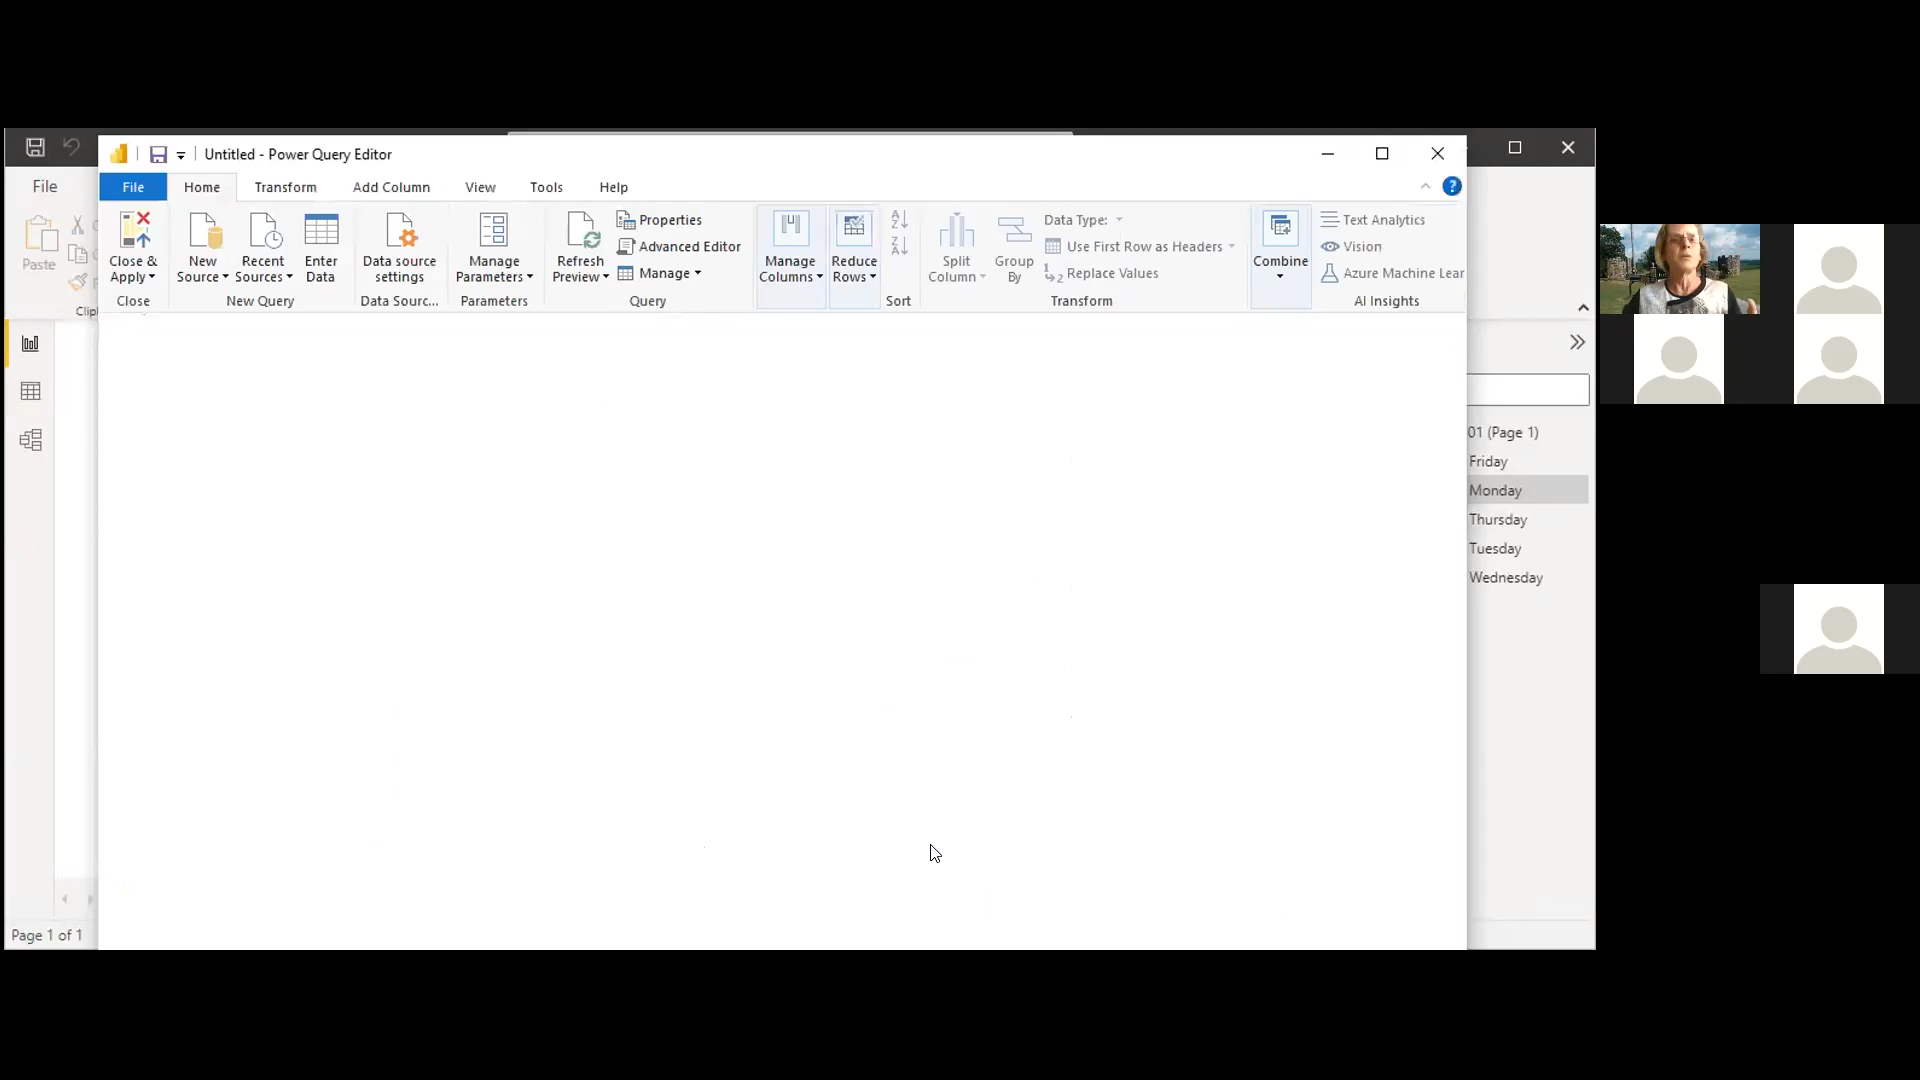 Untitled - Power Query Editor
File
File Home Transform Add Column View Tools Help
?
Paste
Close & Apply
New Source
Recent Sources
Enter Data
Data source settings
Manage Parameters
Refresh Preview
Properties
Advanced Editor
Manage
Manage Columns
Reduce Rows
Split Column
Group By
Data Type:
Use First Row as Headers
Replace Values
Combine
Text Analytics
Vision
Azure Machine Lear
Clip
Close
New Query
Data Sourc...
Parameters
Query
Sort
Transform
AI Insights
01 (Page 1)
Friday
Monday
Thursday
Tuesday
Wednesday
Page 1 of 1